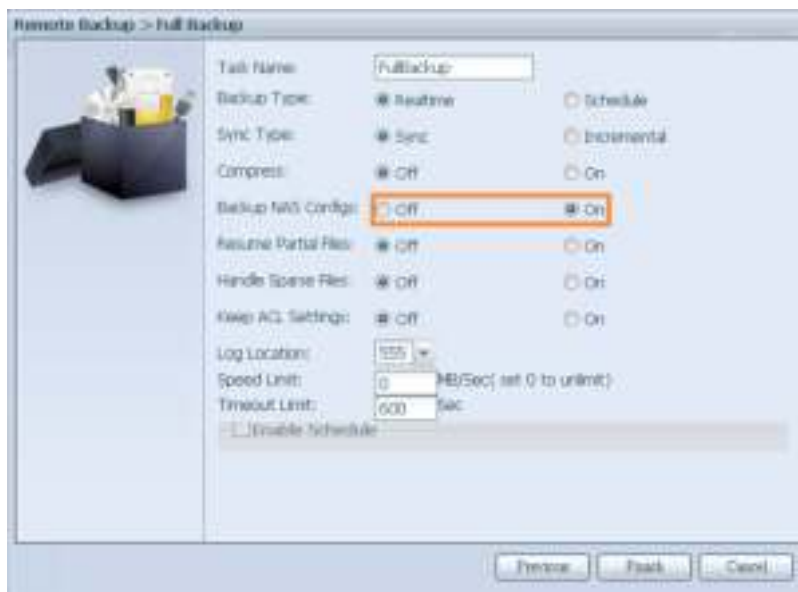 Remote Backup > Full Backup
Task Name: FullBackup
Backup Type: Realtime Schedule
Sync Type: Sync Incremental
Compress: Off On
Backup NAS Configs: Off On
Resume Partial Files: Off On
Handle Sparse Files: Off On
Keep ACL Settings: Off On
Log Location: 555
Speed Limit: 0 MB/Sec( set 0 to unlimit)
Timeout Limit: 600 Sec
Enable Schedule
Previous Finish Cancel